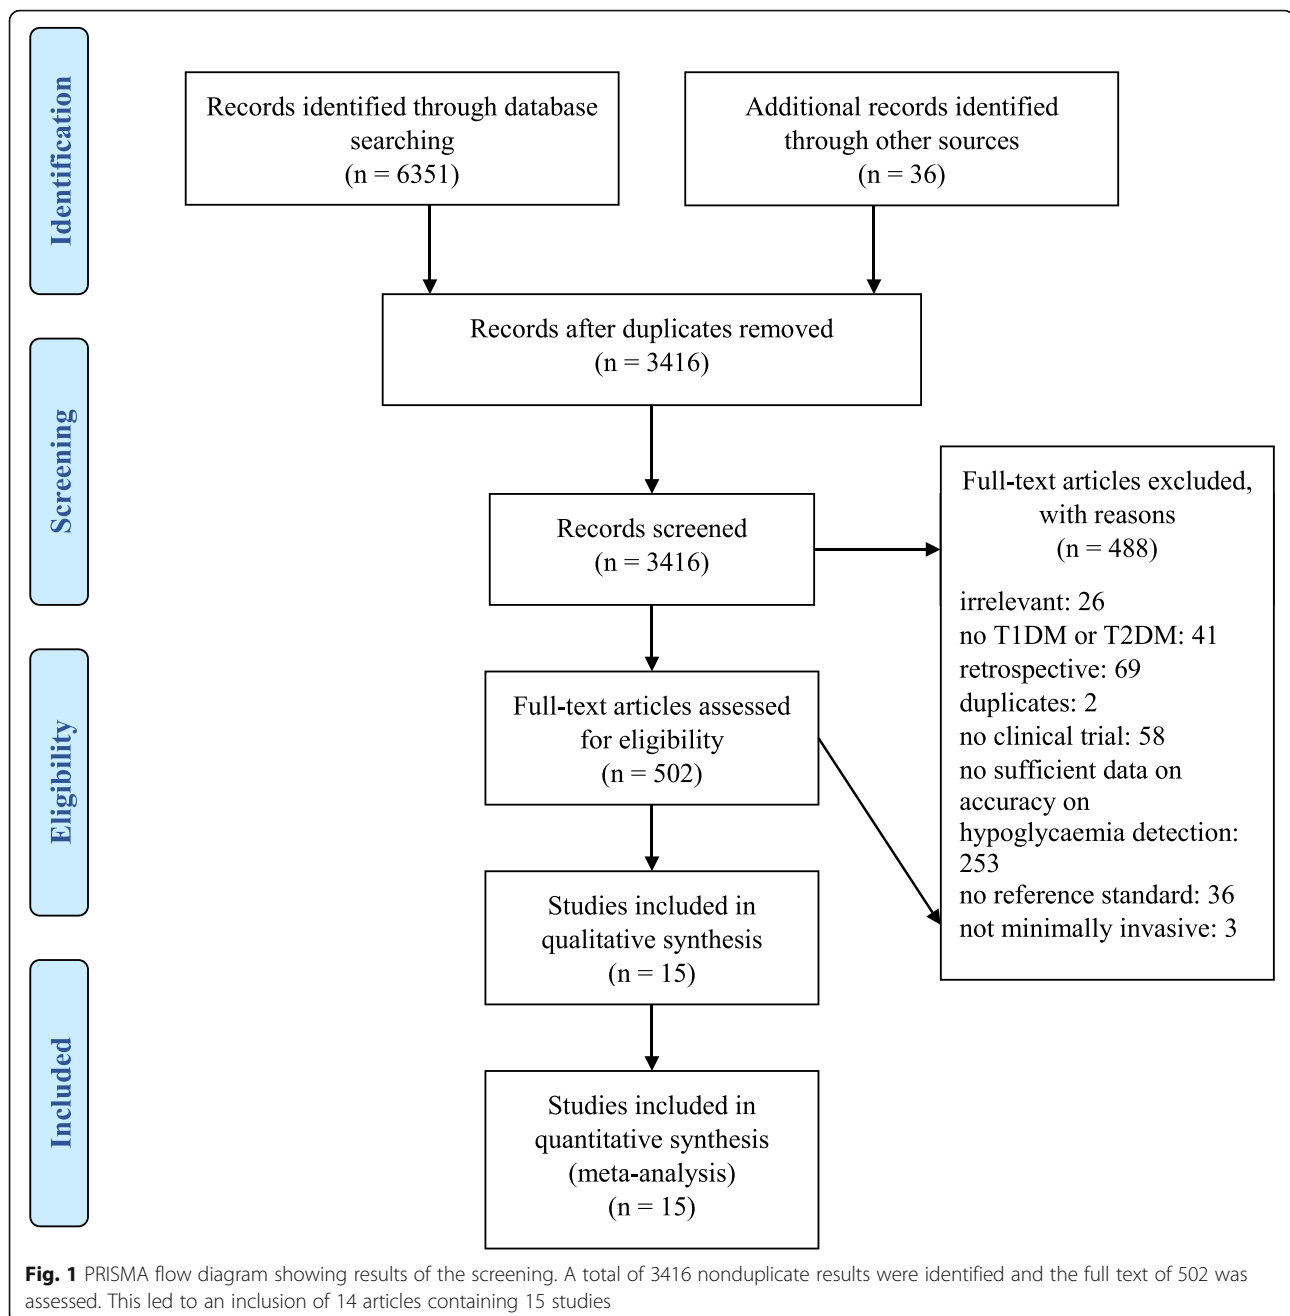 Identification
Records identified through database
searching
(n = 6351)
Additional records identified
through other sources
(n = 36)
Records after duplicates removed
(n = 3416)
Screening
Records screened
(n = 3416)
Full-text articles excluded,
with reasons
(n = 488)
irrelevant: 26
no T1DM or T2DM: 41
retrospective: 69
duplicates: 2
no clinical trial: 58
no sufficient data on
accuracy on
hypoglycaemia detection:
253
no reference standard: 36
not minimally invasive: 3
Eligibility
Full-text articles assessed
for eligibility
(n = 502)
Studies included in
qualitative synthesis
(n = 15)
Included
Studies included in
quantitative synthesis
(meta-analysis)
(n = 15)
Fig. 1 PRISMA flow diagram showing results of the screening. A total of 3416 nonduplicate results were identified and the full text of 502 was
assessed. This led to an inclusion of 14 articles containing 15 studies